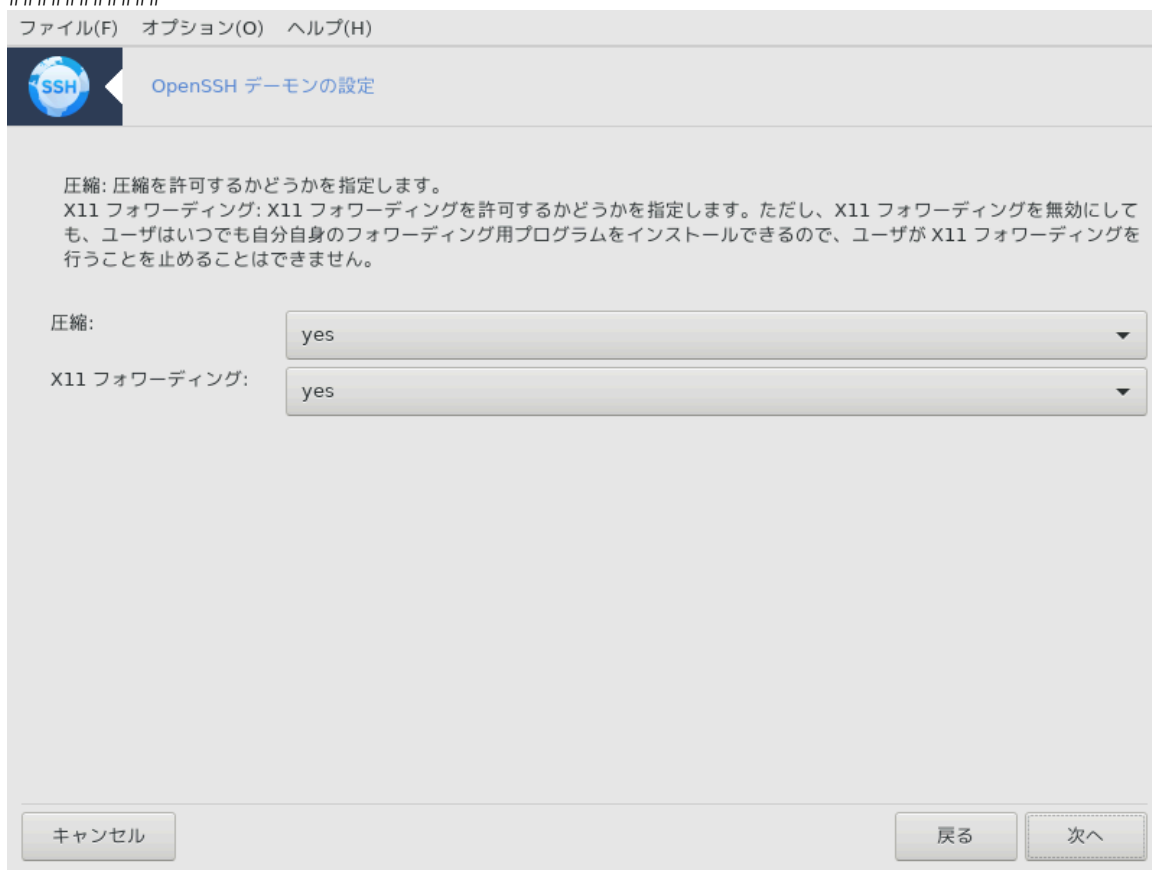 ファイル(F) オプション(O) ヘルプ(H)
SSH
OpenSSH デーモンの設定
圧縮: 圧縮を許可するかどうかを指定します。
X11 フォワーディング: X11 フォワーディングを許可するかどうかを指定します。ただし、X11 フォワーディングを無効にして
も、ユーザはいつでも自分自身のフォワーディング用プログラムをインストールできるので、ユーザが X11 フォワーディングを
行うことを止めることはできません。
圧縮: yes
X11 フォワーディング: yes
キャンセル 戻る 次へ